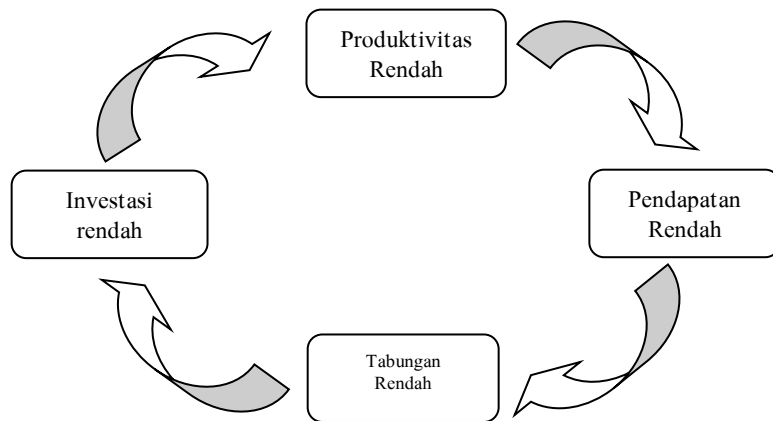 Produktivitas
Rendah
Investasi
rendah
Pendapatan
Rendah
Tabungan
Rendah